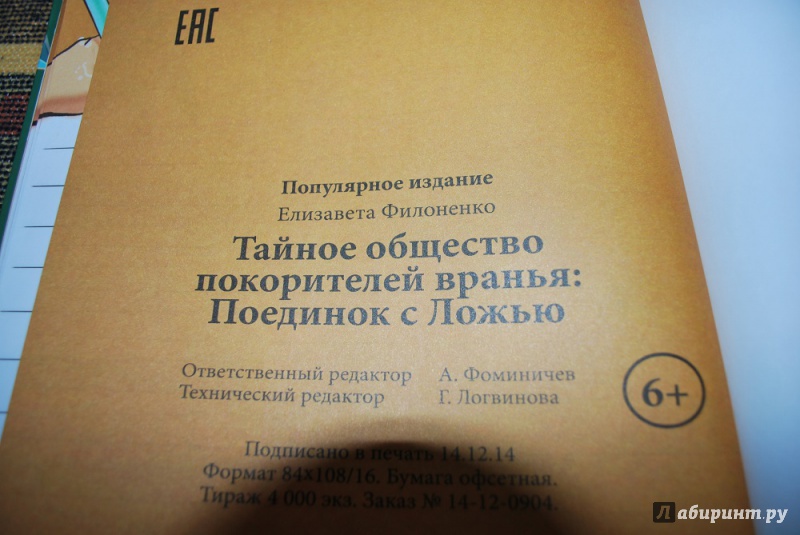 ЕАС
Популярное издание
Елизавета Филоненко
Тайное общество
покорителей вранья:
Поединок с Ложью
Ответственный редактор А. Фоминичев
Технический редактор Г. Логвинова
6+
Подписано в печать 14.12.14
Формат 84х108/16. Бумага офсетная.
Тираж 4 000 экз. Заказ № 14-12-0904.
Лабиринт.ру